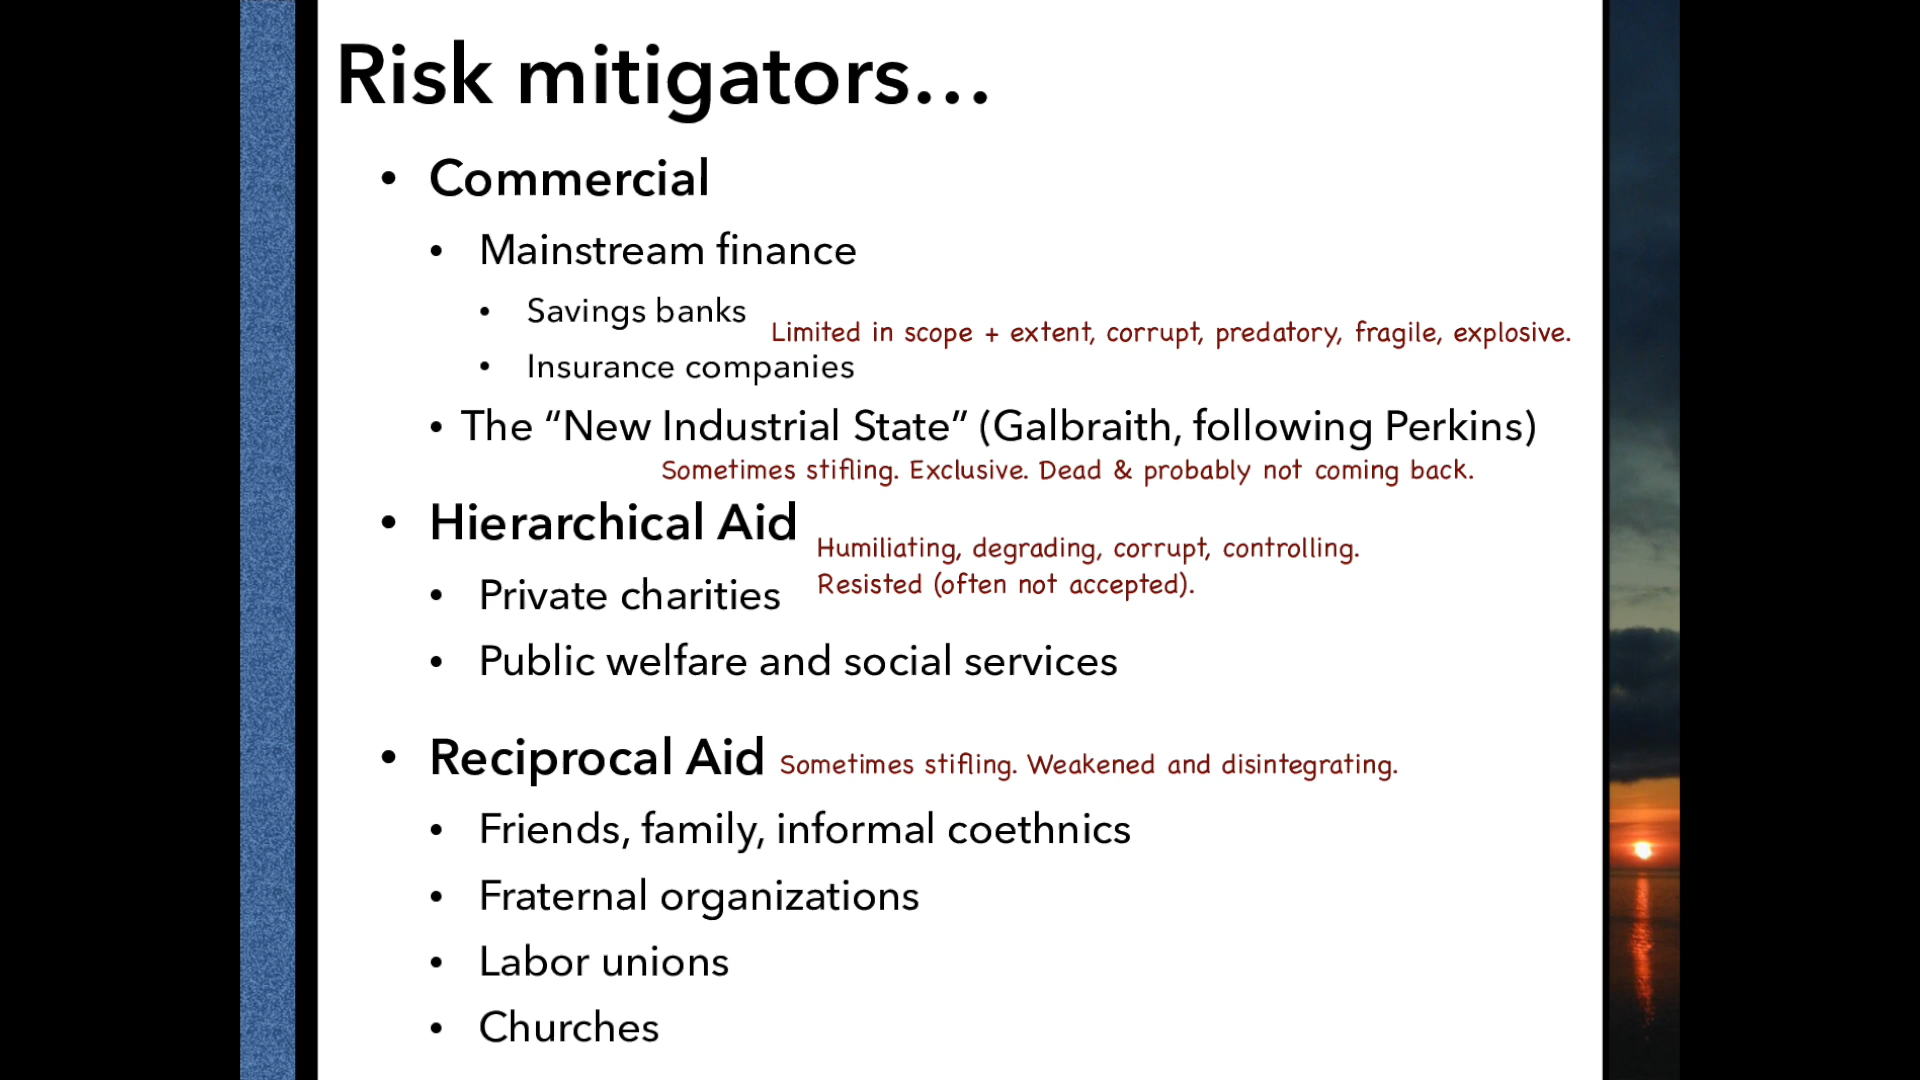 Risk mitigators…
• Commercial
• Mainstream finance
• Savings banks
Limited in scope + extent, corrupt, predatory, fragile, explosive.
• Insurance companies
• The “New Industrial State” (Galbraith, following Perkins)
Sometimes stifling. Exclusive. Dead & probably not coming back.
• Hierarchical Aid
Humiliating, degrading, corrupt, controlling.
Resisted (often not accepted).
• Private charities
• Public welfare and social services
• Reciprocal Aid Sometimes stifling. Weakened and disintegrating.
• Friends, family, informal coethnics
• Fraternal organizations
• Labor unions
• Churches